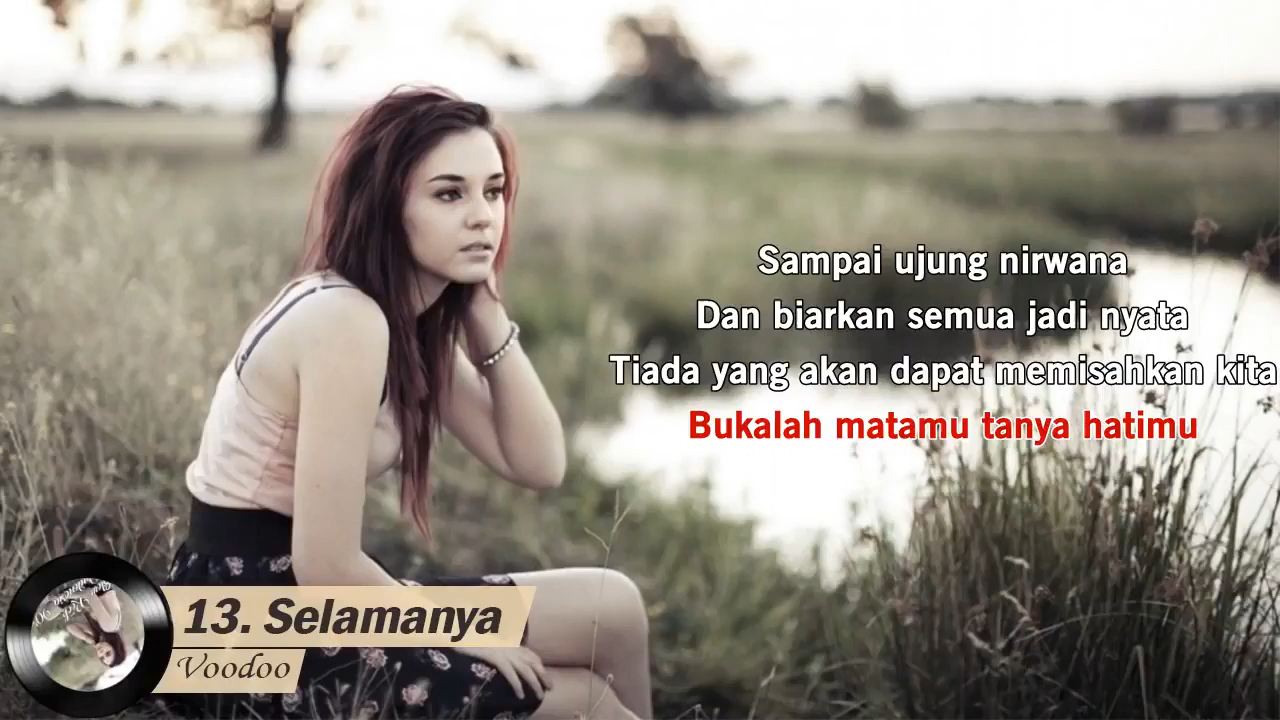 Sampai ujung nirwana
Dan biarkan semua jadi nyata
Tiada yang akan dapat memisahkan kita
Bukalah matamu tanya hatimu
13. Selamanya
Voodoo